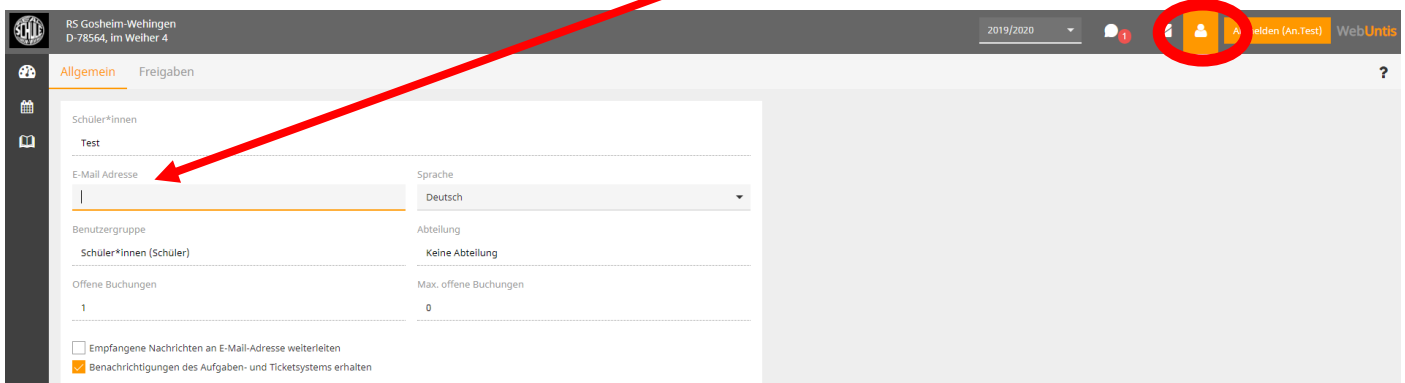 RS Gosheim-Wehingen
D-78564, im Weiher 4
2019/2020
1
(An.Test)
WebUntis
Allgemein Freigaben
?
Schüler*innen
Test
E-Mail Adresse
Sprache
Deutsch
Benutzergruppe
Abteilung
Schüler*innen (Schüler)
Keine Abteilung
Offene Buchungen
Max. offene Buchungen
1
0
Empfangene Nachrichten an E-Mail-Adresse weiterleiten
Benachrichtigungen des Aufgaben- und Ticketsystems erhalten